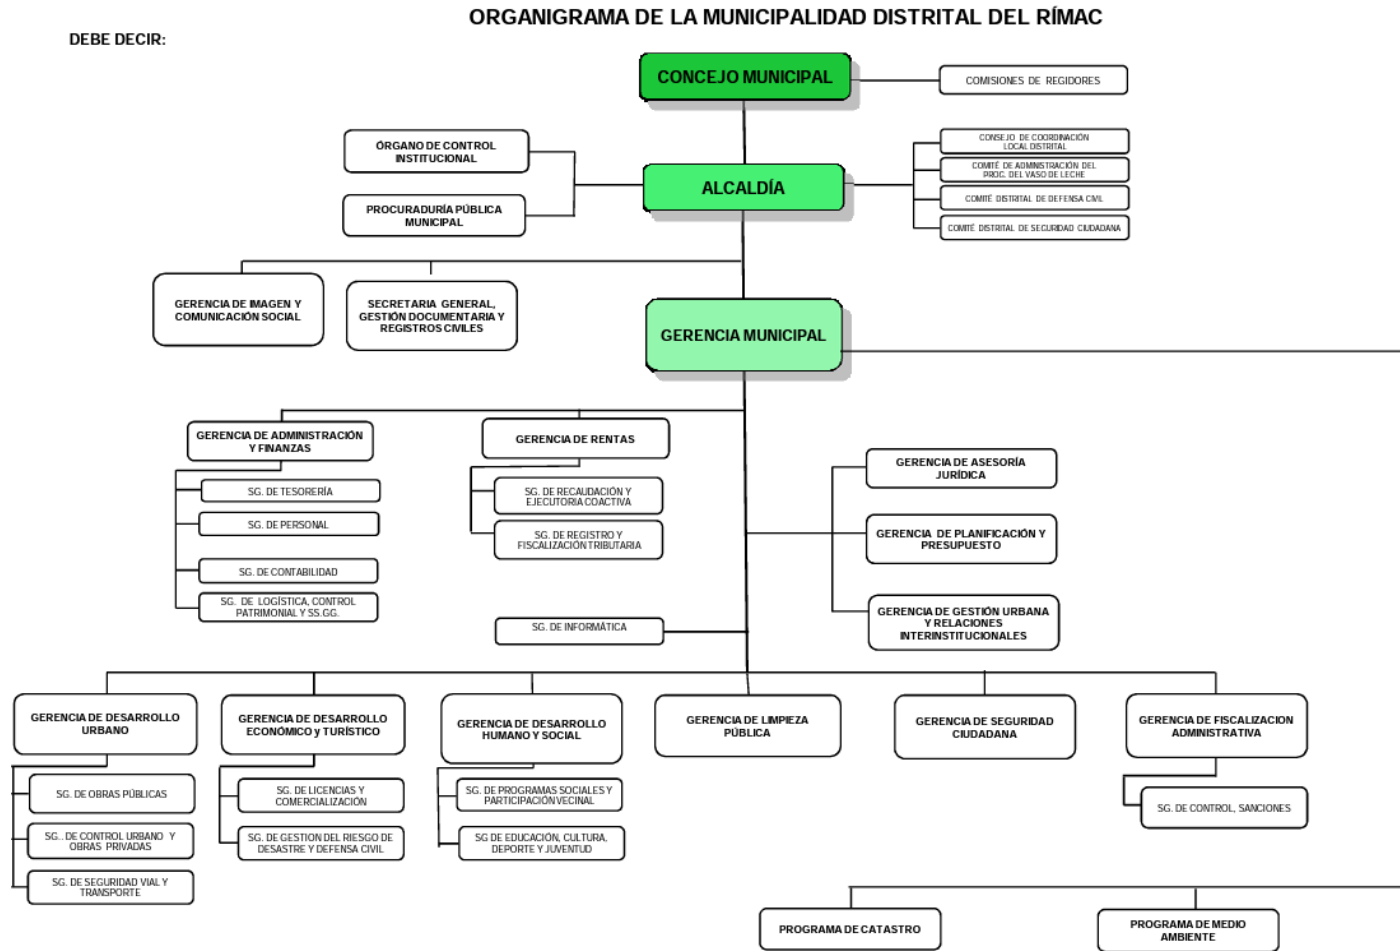 ORGANIGRAMA DE LA MUNICIPALIDAD DISTRITAL DEL RÍMAC
DEBE DECIR:
CONCEJO MUNICIPAL
COMISIONES DE REGIDORES
ÓRGANO DE CONTROL
INSTITUCIONAL
PROCURADURÍA PÚBLICA
MUNICIPAL
ALCALDÍA
CONSEJO DE COORDINACIÓN
LOCAL DISTRITAL
COMITÉ DE ADMINISTRACIÓN DEL
PROG. DEL VASO DE LECHE
COMITÉ DISTRITAL DE DEFENSA CIVIL
COMITÉ DISTRITAL DE SEGURIDAD CIUDADANA
GERENCIA DE IMAGEN Y
COMUNICACIÓN SOCIAL
SECRETARIA GENERAL,
GESTIÓN DOCUMENTARIA Y
REGISTROS CIVILES
GERENCIA MUNICIPAL
GERENCIA DE ADMINISTRACIÓN
Y FINANZAS
SG. DE TESORERÍA
SG. DE PERSONAL
SG. DE CONTABILIDAD
SG. DE LOGÍSTICA, CONTROL
PATRIMONIAL Y SS.GG.
GERENCIA DE RENTAS
SG. DE RECAUDACIÓN Y
EJECUTORIA COACTIVA
SG. DE REGISTRO Y
FISCALIZACIÓN TRIBUTARIA
SG. DE INFORMÁTICA
GERENCIA DE ASESORÍA
JURÍDICA
GERENCIA DE PLANIFICACIÓN Y
PRESUPUESTO
GERENCIA DE GESTIÓN URBANA
Y RELACIONES
INTERINSTITUCIONALES
GERENCIA DE DESARROLLO
URBANO
SG. DE OBRAS PÚBLICAS
SG.. DE CONTROL URBANO Y
OBRAS PRIVADAS
SG. DE SEGURIDAD VIAL Y
TRANSPORTE
GERENCIA DE DESARROLLO
ECONÓMICO y TURÍSTICO
SG. DE LICENCIAS Y
COMERCIALIZACIÓN
SG. DE GESTION DEL RIESGO DE
DESASTRE Y DEFENSA CIVIL
GERENCIA DE DESARROLLO
HUMANO Y SOCIAL
SG. DE PROGRAMAS SOCIALES Y
PARTICIPACIÓN VECINAL
SG DE EDUCACIÓN, CULTURA,
DEPORTE Y JUVENTUD
GERENCIA DE LIMPIEZA
PÚBLICA
GERENCIA DE SEGURIDAD
CIUDADANA
GERENCIA DE FISCALIZACION
ADMINISTRATIVA
SG. DE CONTROL, SANCIONES
PROGRAMA DE CATASTRO
PROGRAMA DE MEDIO
AMBIENTE